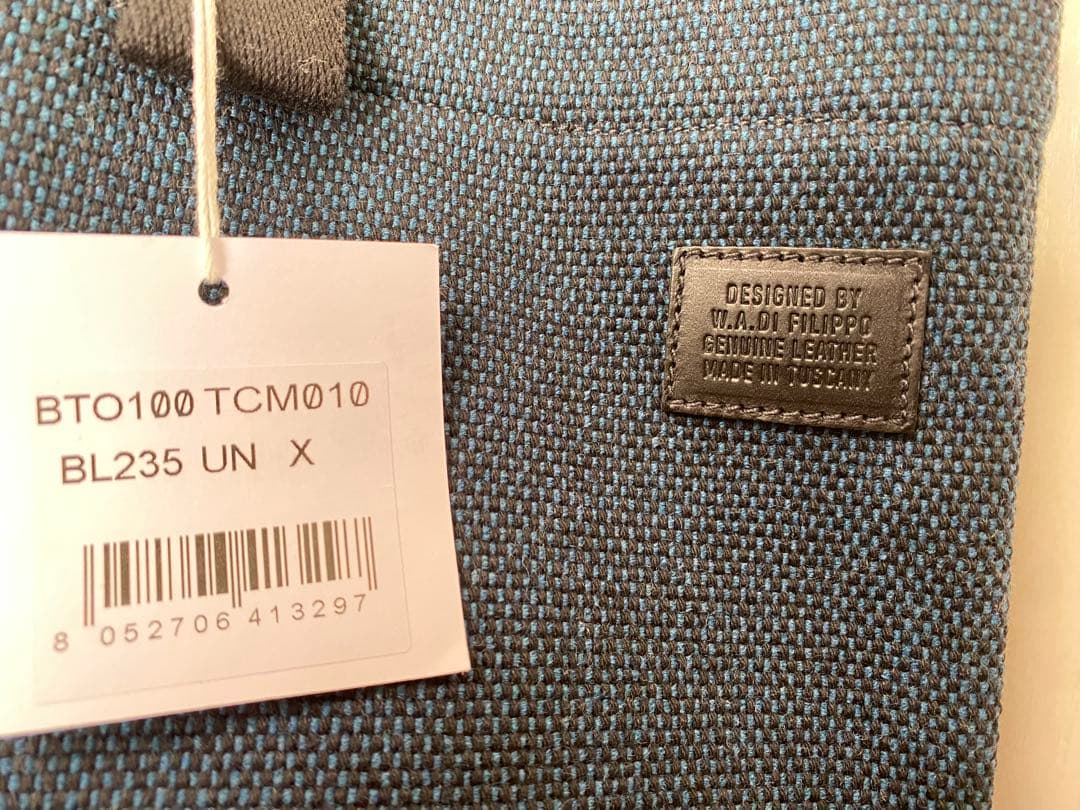 BTO100 TCM010
BL235 UN X
8 052706 413297
DESIGNED BY
W.A.DI FILIPPO
GENUINE LEATHER
MADE IN TUSCANY